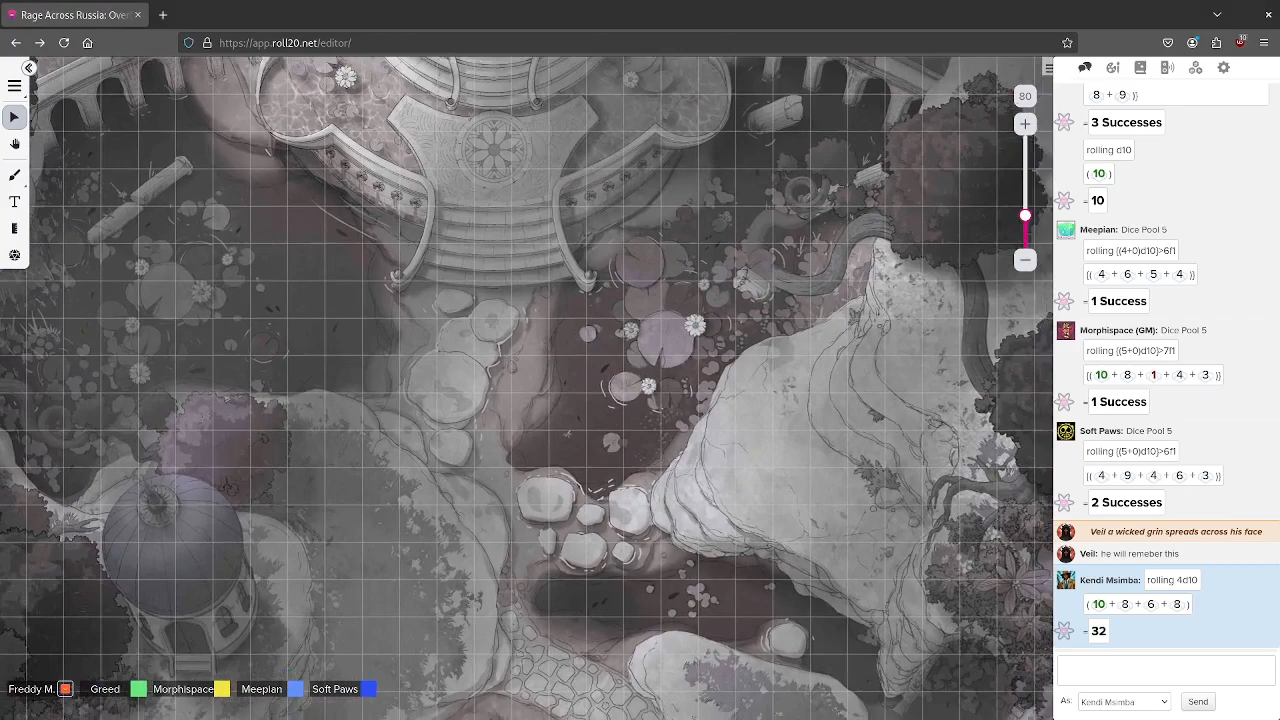 Rage Across Russia: Over
10
https://app.roll20.net/editor/
80
8 + 9 )}
= 3 Successes
rolling d10
( 10 )
= 10
Meepian: Dice Pool 5
rolling {(4+0)d10}>6f1
{( 4 + 6 + 5 + 4 )}
= 1 Success
Morphispace (GM): Dice Pool 5
rolling {(5+0)d10}>7f1
{( 10 + 8 + 1 + 4 + 3 )}
= 1 Success
Soft Paws: Dice Pool 5
rolling {(5+0)d10}>6f1
{( 4 + 9 + 4 + 6 + 3 )}
= 2 Successes
Veil a wicked grin spreads across his face
Veil: he will remeber this
Kendi Msimba: rolling 4d10
( 10 + 8 + 6 + 8 )
= 32
Freddy M. Greed Morphispace Meepian Soft Paws
As: Kendi Msimba Send